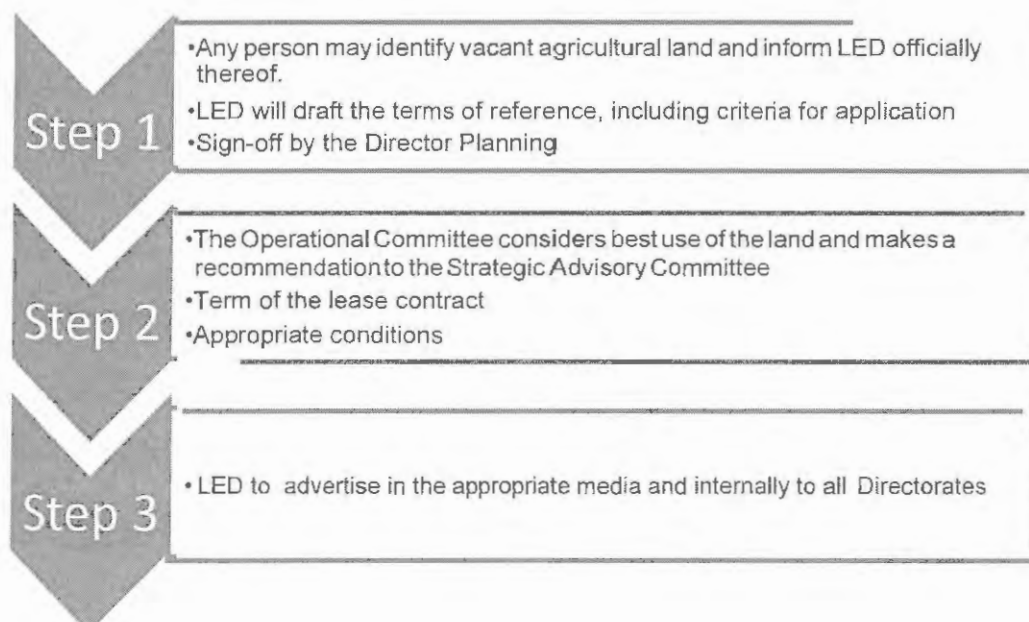 Step 1
•Any person may identify vacant agricultural land and inform LED officially
thereof.
•LED will draft the terms of reference, including criteria for application
•Sign-off by the Director Planning
Step 2
•The Operational Committee considers best use of the land and makes a
recommendation to the Strategic Advisory Committee
•Term of the lease contract
•Appropriate conditions
Step 3
• LED to advertise in the appropriate media and internally to all Directorates